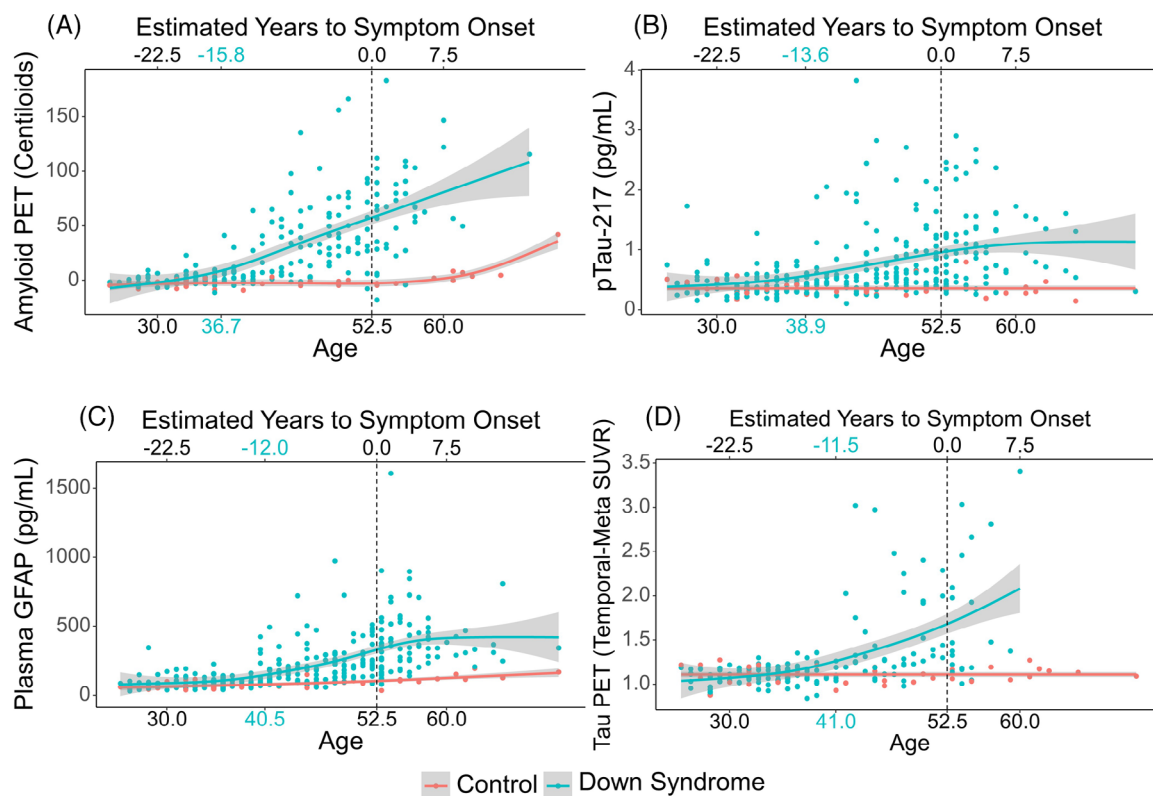 (A)
Estimated Years to Symptom Onset
-22.5 -15.8 0.0 7.5
Amyloid PET (Centiloids)
150
100
50
0
30.0 36.7 52.5 60.0
Age
(B)
Estimated Years to Symptom Onset
-22.5 -13.6 0.0 7.5
pTau-217 (pg/mL)
4
3
2
1
0
30.0 38.9 52.5 60.0
Age
(C)
Estimated Years to Symptom Onset
-22.5 -12.0 0.0 7.5
Plasma GFAP (pg/mL)
1500
1000
500
0
30.0 40.5 52.5 60.0
Age
(D)
Estimated Years to Symptom Onset
-22.5 -11.5 0.0 7.5
Tau PET (Temporal-Meta SUVR)
3.5
3.0
2.5
2.0
1.5
1.0
30.0 41.0 52.5 60.0
Age
Control Down Syndrome